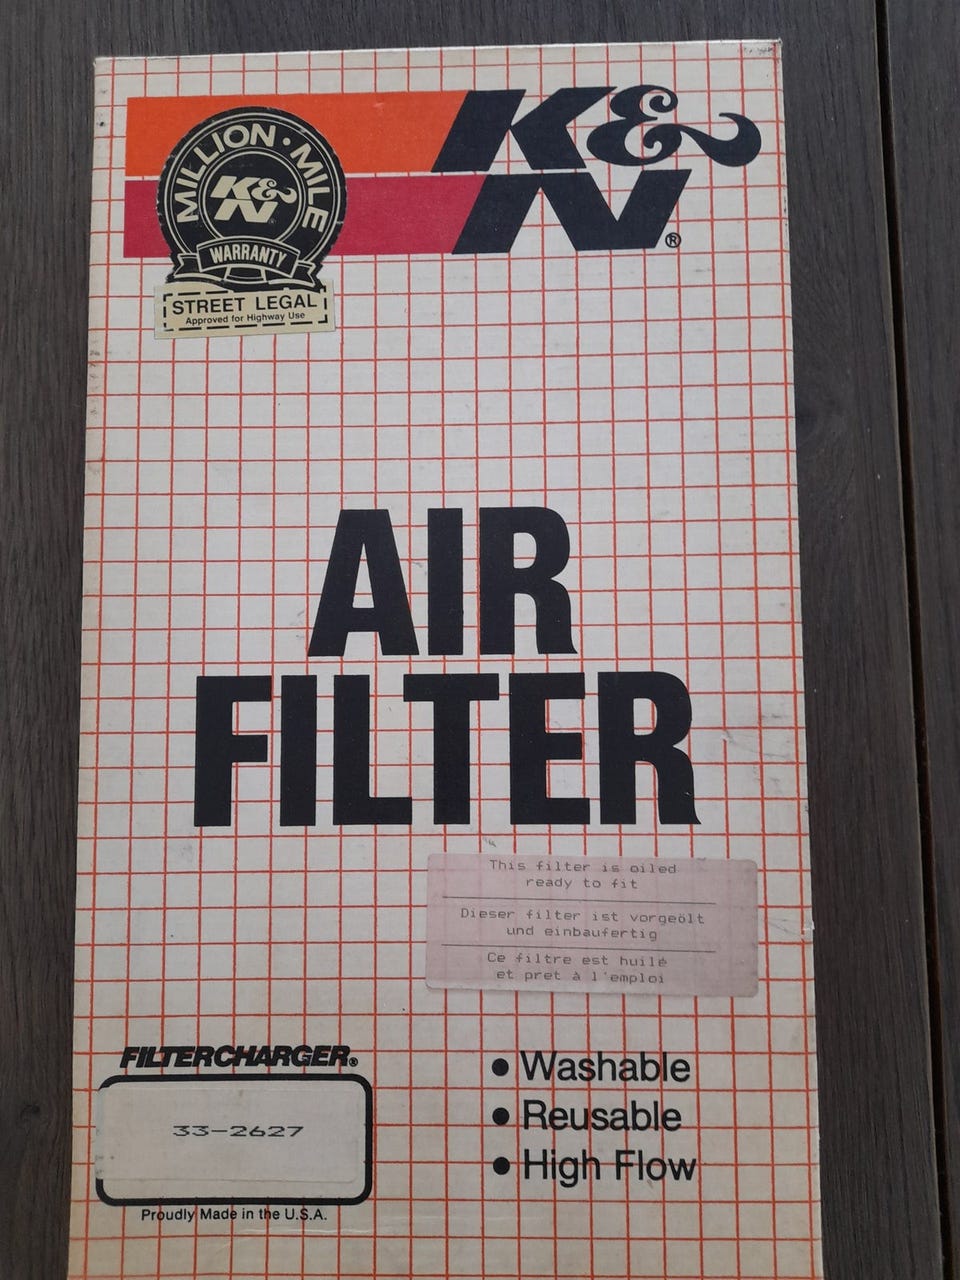 K&N®
MILLION · MILE
K&N
WARRANTY
STREET LEGAL
Approved for Highway Use
AIR
FILTER
This filter is oiled
ready to fit
Dieser filter ist vorgeölt
und einbaufertig
Ce filtre est huilé
et pret à l'emploi
FILTERCHARGER®
33-2627
Proudly Made in the U.S.A.
• Washable
• Reusable
• High Flow